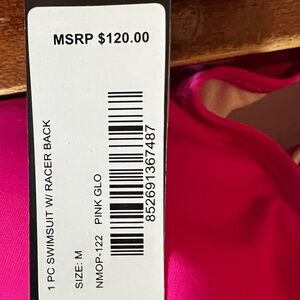 MSRP $120.00
1 PC SWIMSUIT W/ RACER BACK
SIZE: M
NMOP-122 PINK GLO
852691367487